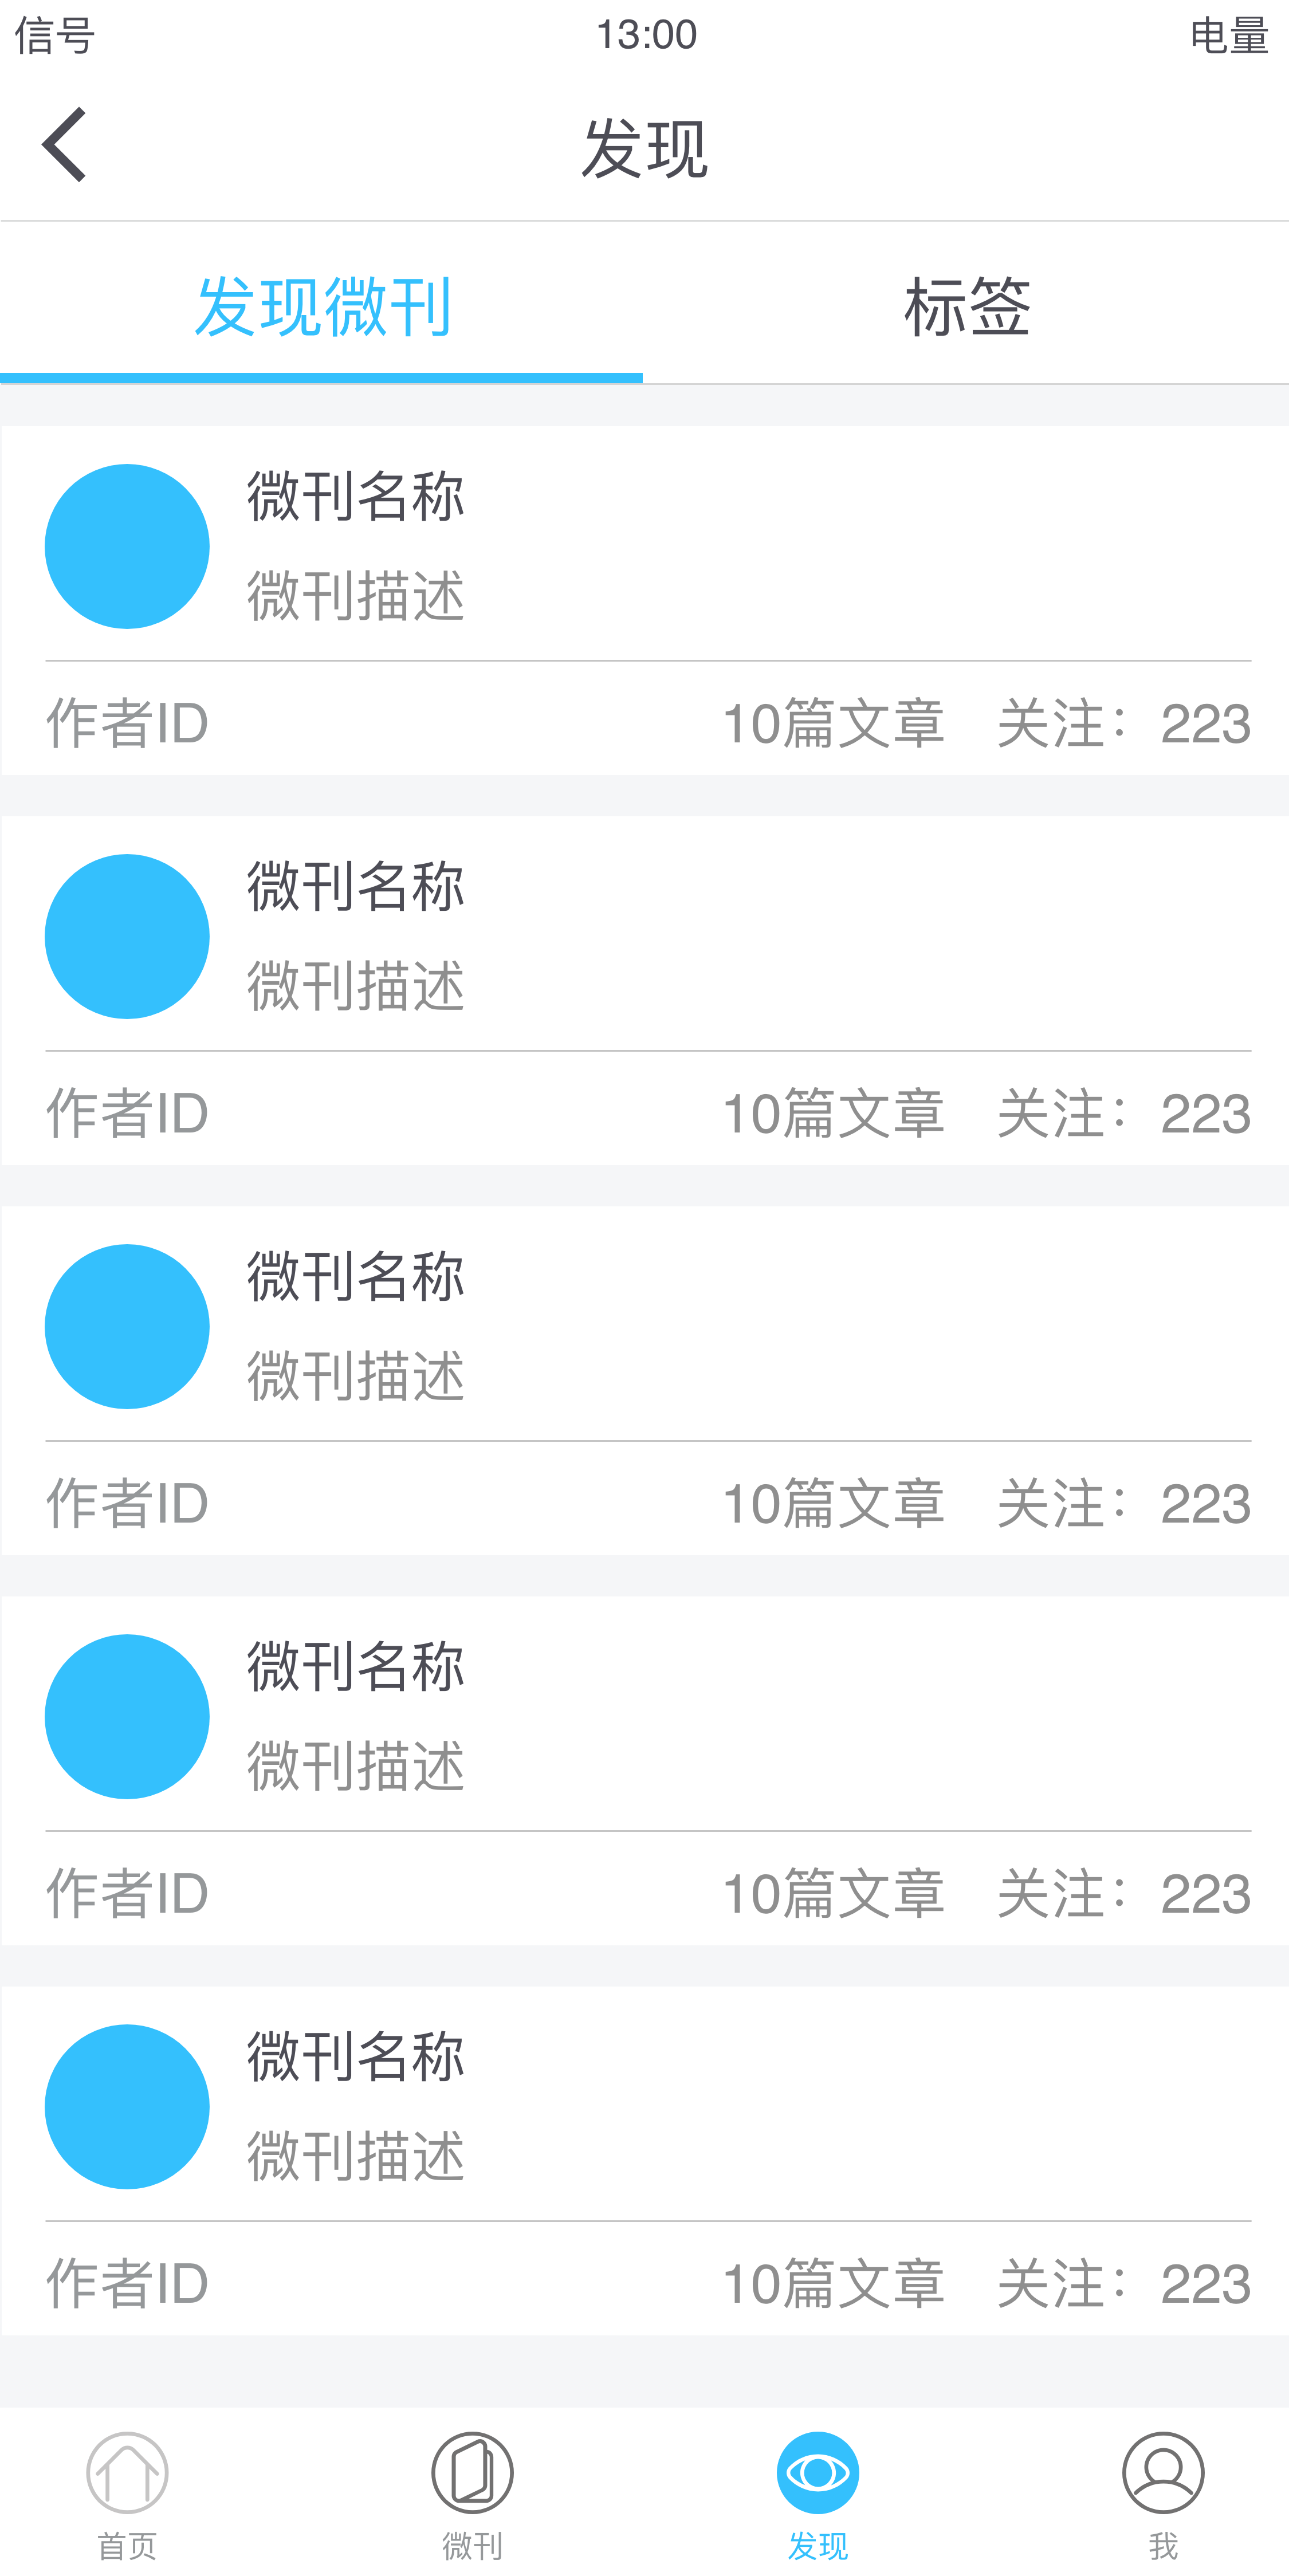 信号 13:00 电量
发现
发现微刊 标签
微刊名称
微刊描述
作者ID 10篇文章 关注：223
微刊名称
微刊描述
作者ID 10篇文章 关注：223
微刊名称
微刊描述
作者ID 10篇文章 关注：223
微刊名称
微刊描述
作者ID 10篇文章 关注：223
微刊名称
微刊描述
作者ID 10篇文章 关注：223
首页 微刊 发现 我